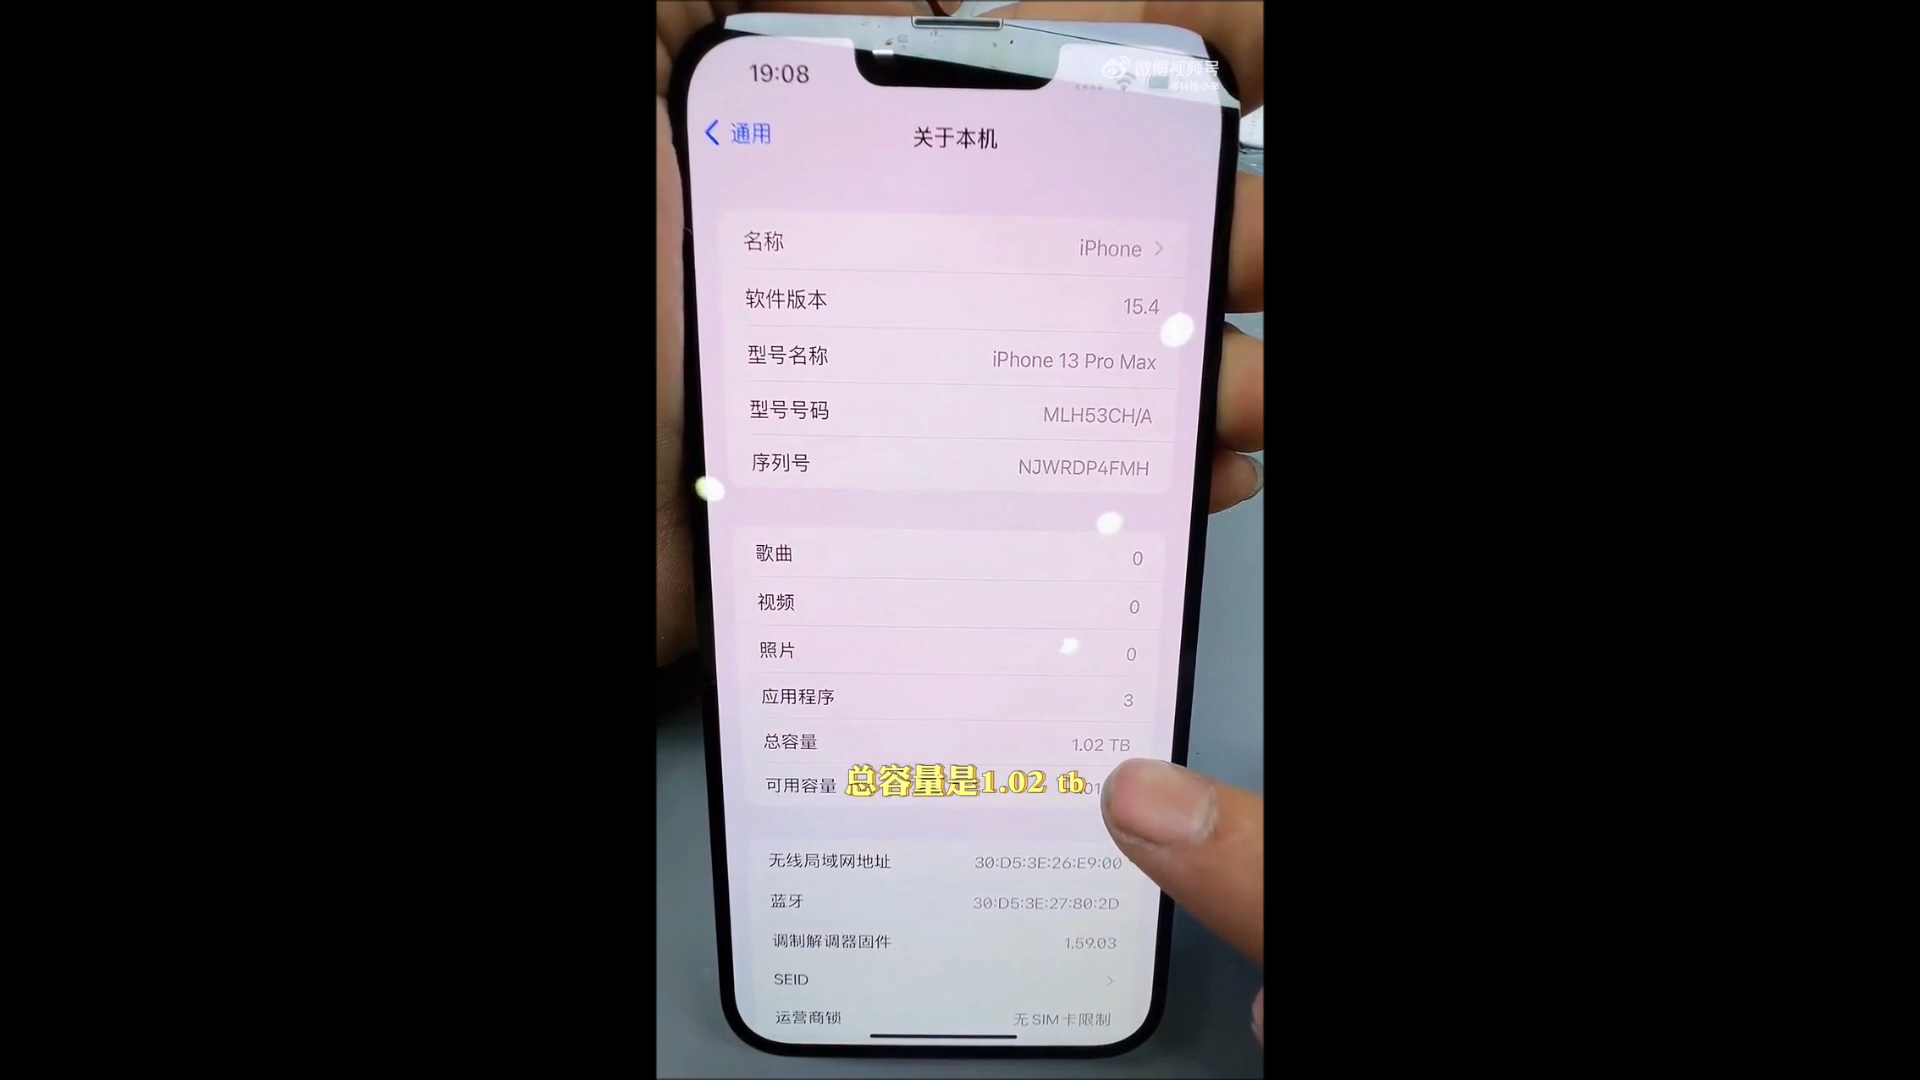 19:08
微博视频号
通用
关于本机
名称 iPhone
软件版本 15.4
型号名称 iPhone 13 Pro Max
型号号码 MLH53CH/A
序列号 NJWRDP4FMH
歌曲 0
视频 0
照片 0
应用程序 3
总容量 1.02 TB
可用容量
总容量是1.02 tb
无线局域网地址 30:D5:3E:26:E9:00
蓝牙 30:D5:3E:27:80:2D
调制解调器固件 1.59.03
SEID
运营商锁 无 SIM 卡限制